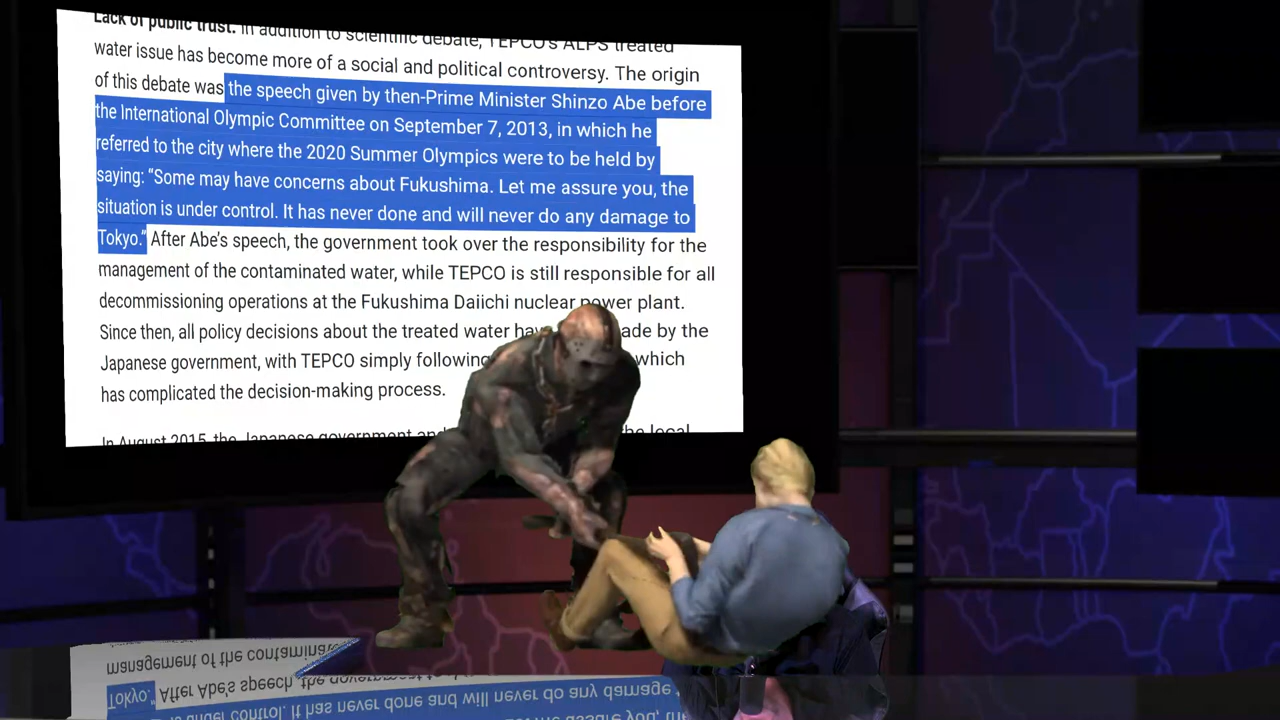 Lack of public trust. In addition to scientific debate, TEPCO's ALPS treated
water issue has become more of a social and political controversy. The origin
of this debate was the speech given by then-Prime Minister Shinzo Abe before
the International Olympic Committee on September 7, 2013, in which he
referred to the city where the 2020 Summer Olympics were to be held by
saying: “Some may have concerns about Fukushima. Let me assure you, the
situation is under control. It has never done and will never do any damage to
Tokyo.” After Abe's speech, the government took over the responsibility for the
management of the contaminated water, while TEPCO is still responsible for all
decommissioning operations at the Fukushima Daiichi nuclear power plant.
Since then, all policy decisions about the treated water by the
Japanese government, with TEPCO simply following which
has complicated the decision-making process.
In August 2015, the Japanese government and the local